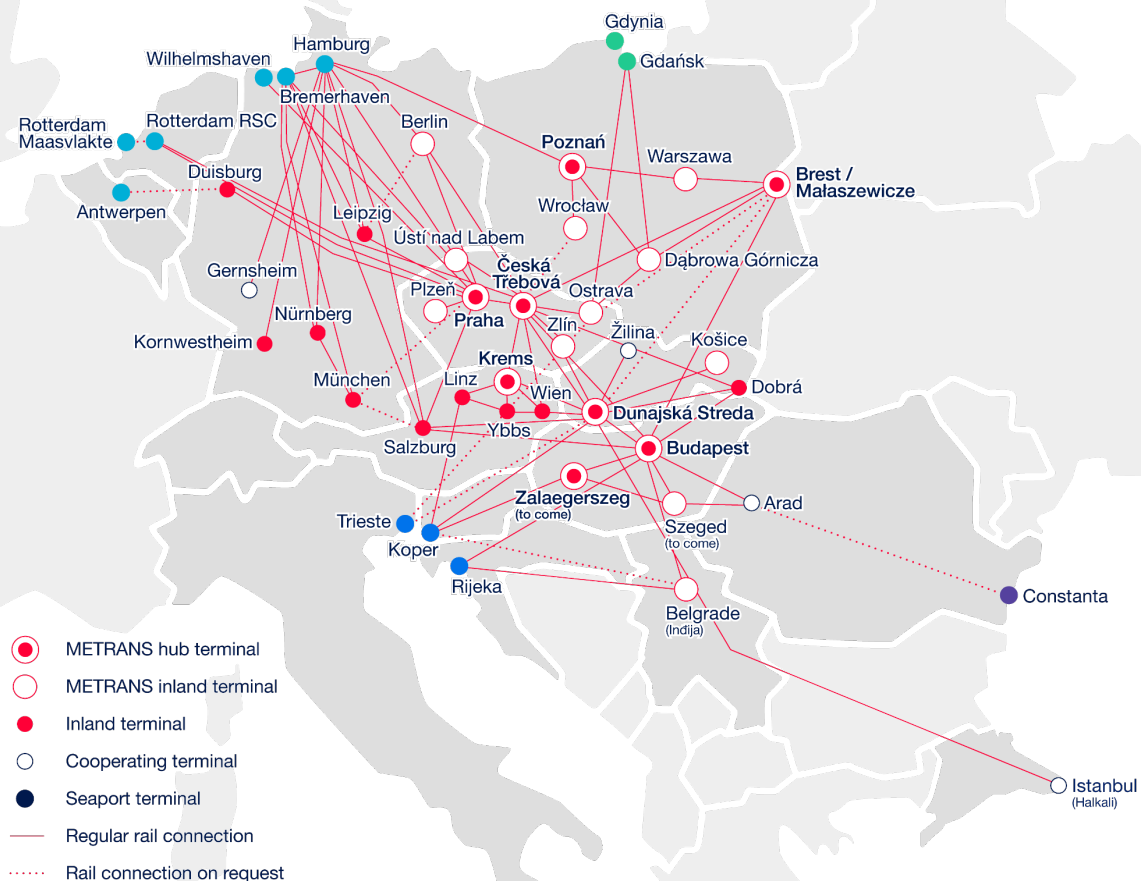 Gdynia
Hamburg
Wilhelmshaven
Gdańsk
Bremerhaven
Rotterdam
Maasvlakte
Rotterdam RSC
Berlin
Poznań
Warszawa
Brest /
Małaszewicze
Duisburg
Antwerpen
Leipzig
Wrocław
Ústí nad Labem
Dąbrowa Górnicza
Česká
Třebová
Gernsheim
Plzeň
Ostrava
Praha
Nürnberg
Zlín
Žilina
Kornwestheim
Košice
Krems
München
Linz
Wien
Dobrá
Dunajská Streda
Ybbs
Salzburg
Budapest
Zalaegerszeg
(to come)
Arad
Trieste
Szeged
(to come)
Koper
Rijeka
Constanta
Belgrade
(Inđija)
METRANS hub terminal
METRANS inland terminal
Inland terminal
Cooperating terminal
Seaport terminal
Istanbul
(Halkali)
Regular rail connection
Rail connection on request